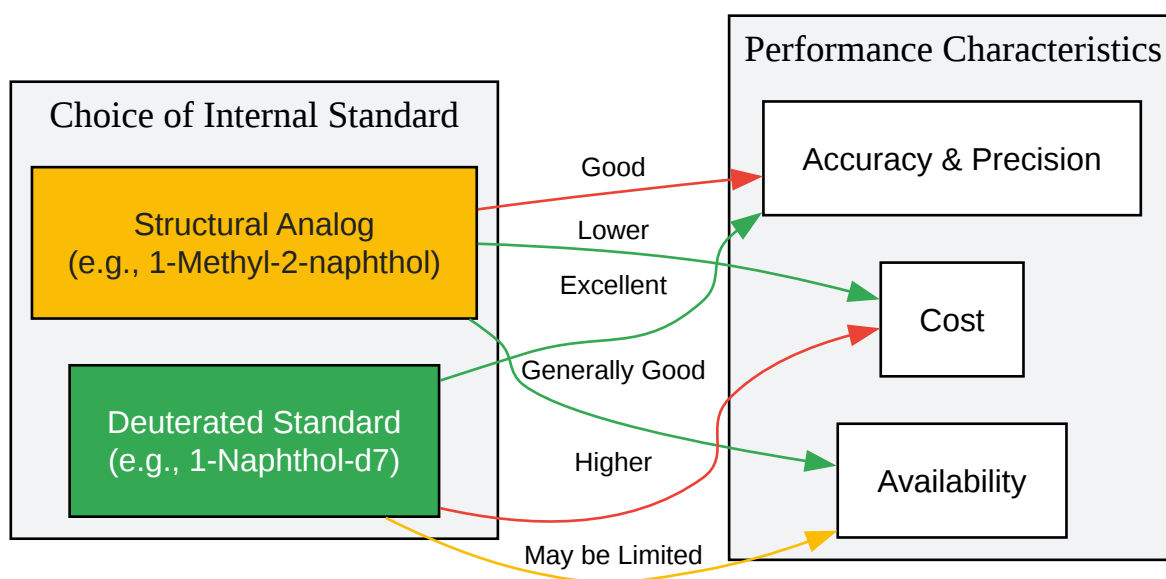 Choice of Internal Standard
Structural Analog
(e.g., 1-Methyl-2-naphthol)
Deuterated Standard
(e.g., 1-Naphthol-d7)
Good
Lower
Excellent
Generally Good
Higher
May be Limited
Performance Characteristics
Accuracy & Precision
Cost
Availability